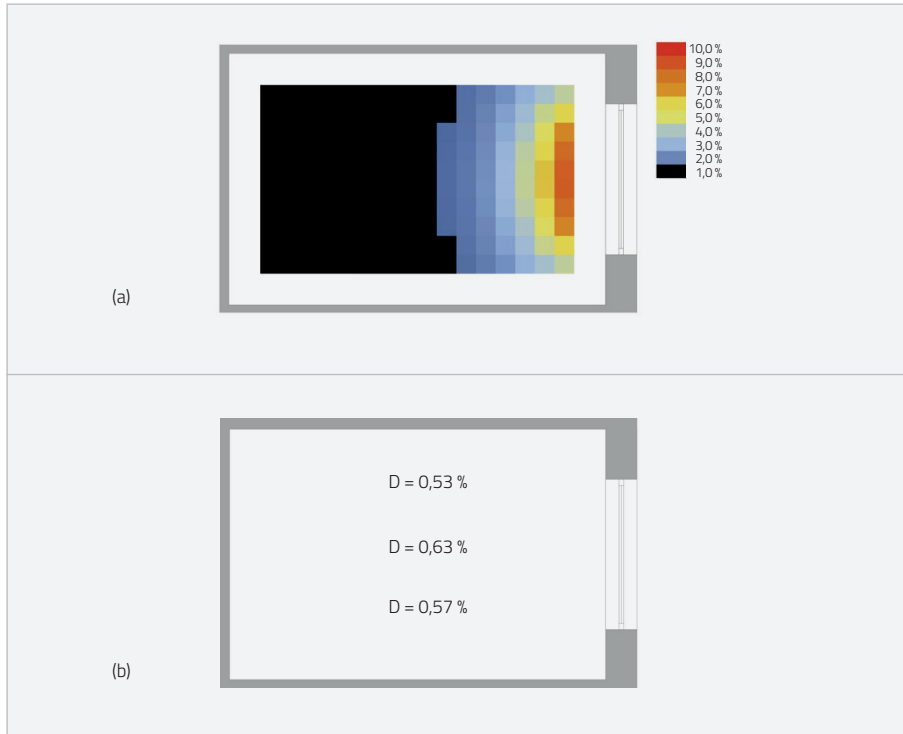 10,0 %
9,0 %
8,0 %
7,0 %
6,0 %
5,0 %
4,0 %
3,0 %
2,0 %
1,0 %
(a)
D = 0,53 %
D = 0,63 %
D = 0,57 %
(b)